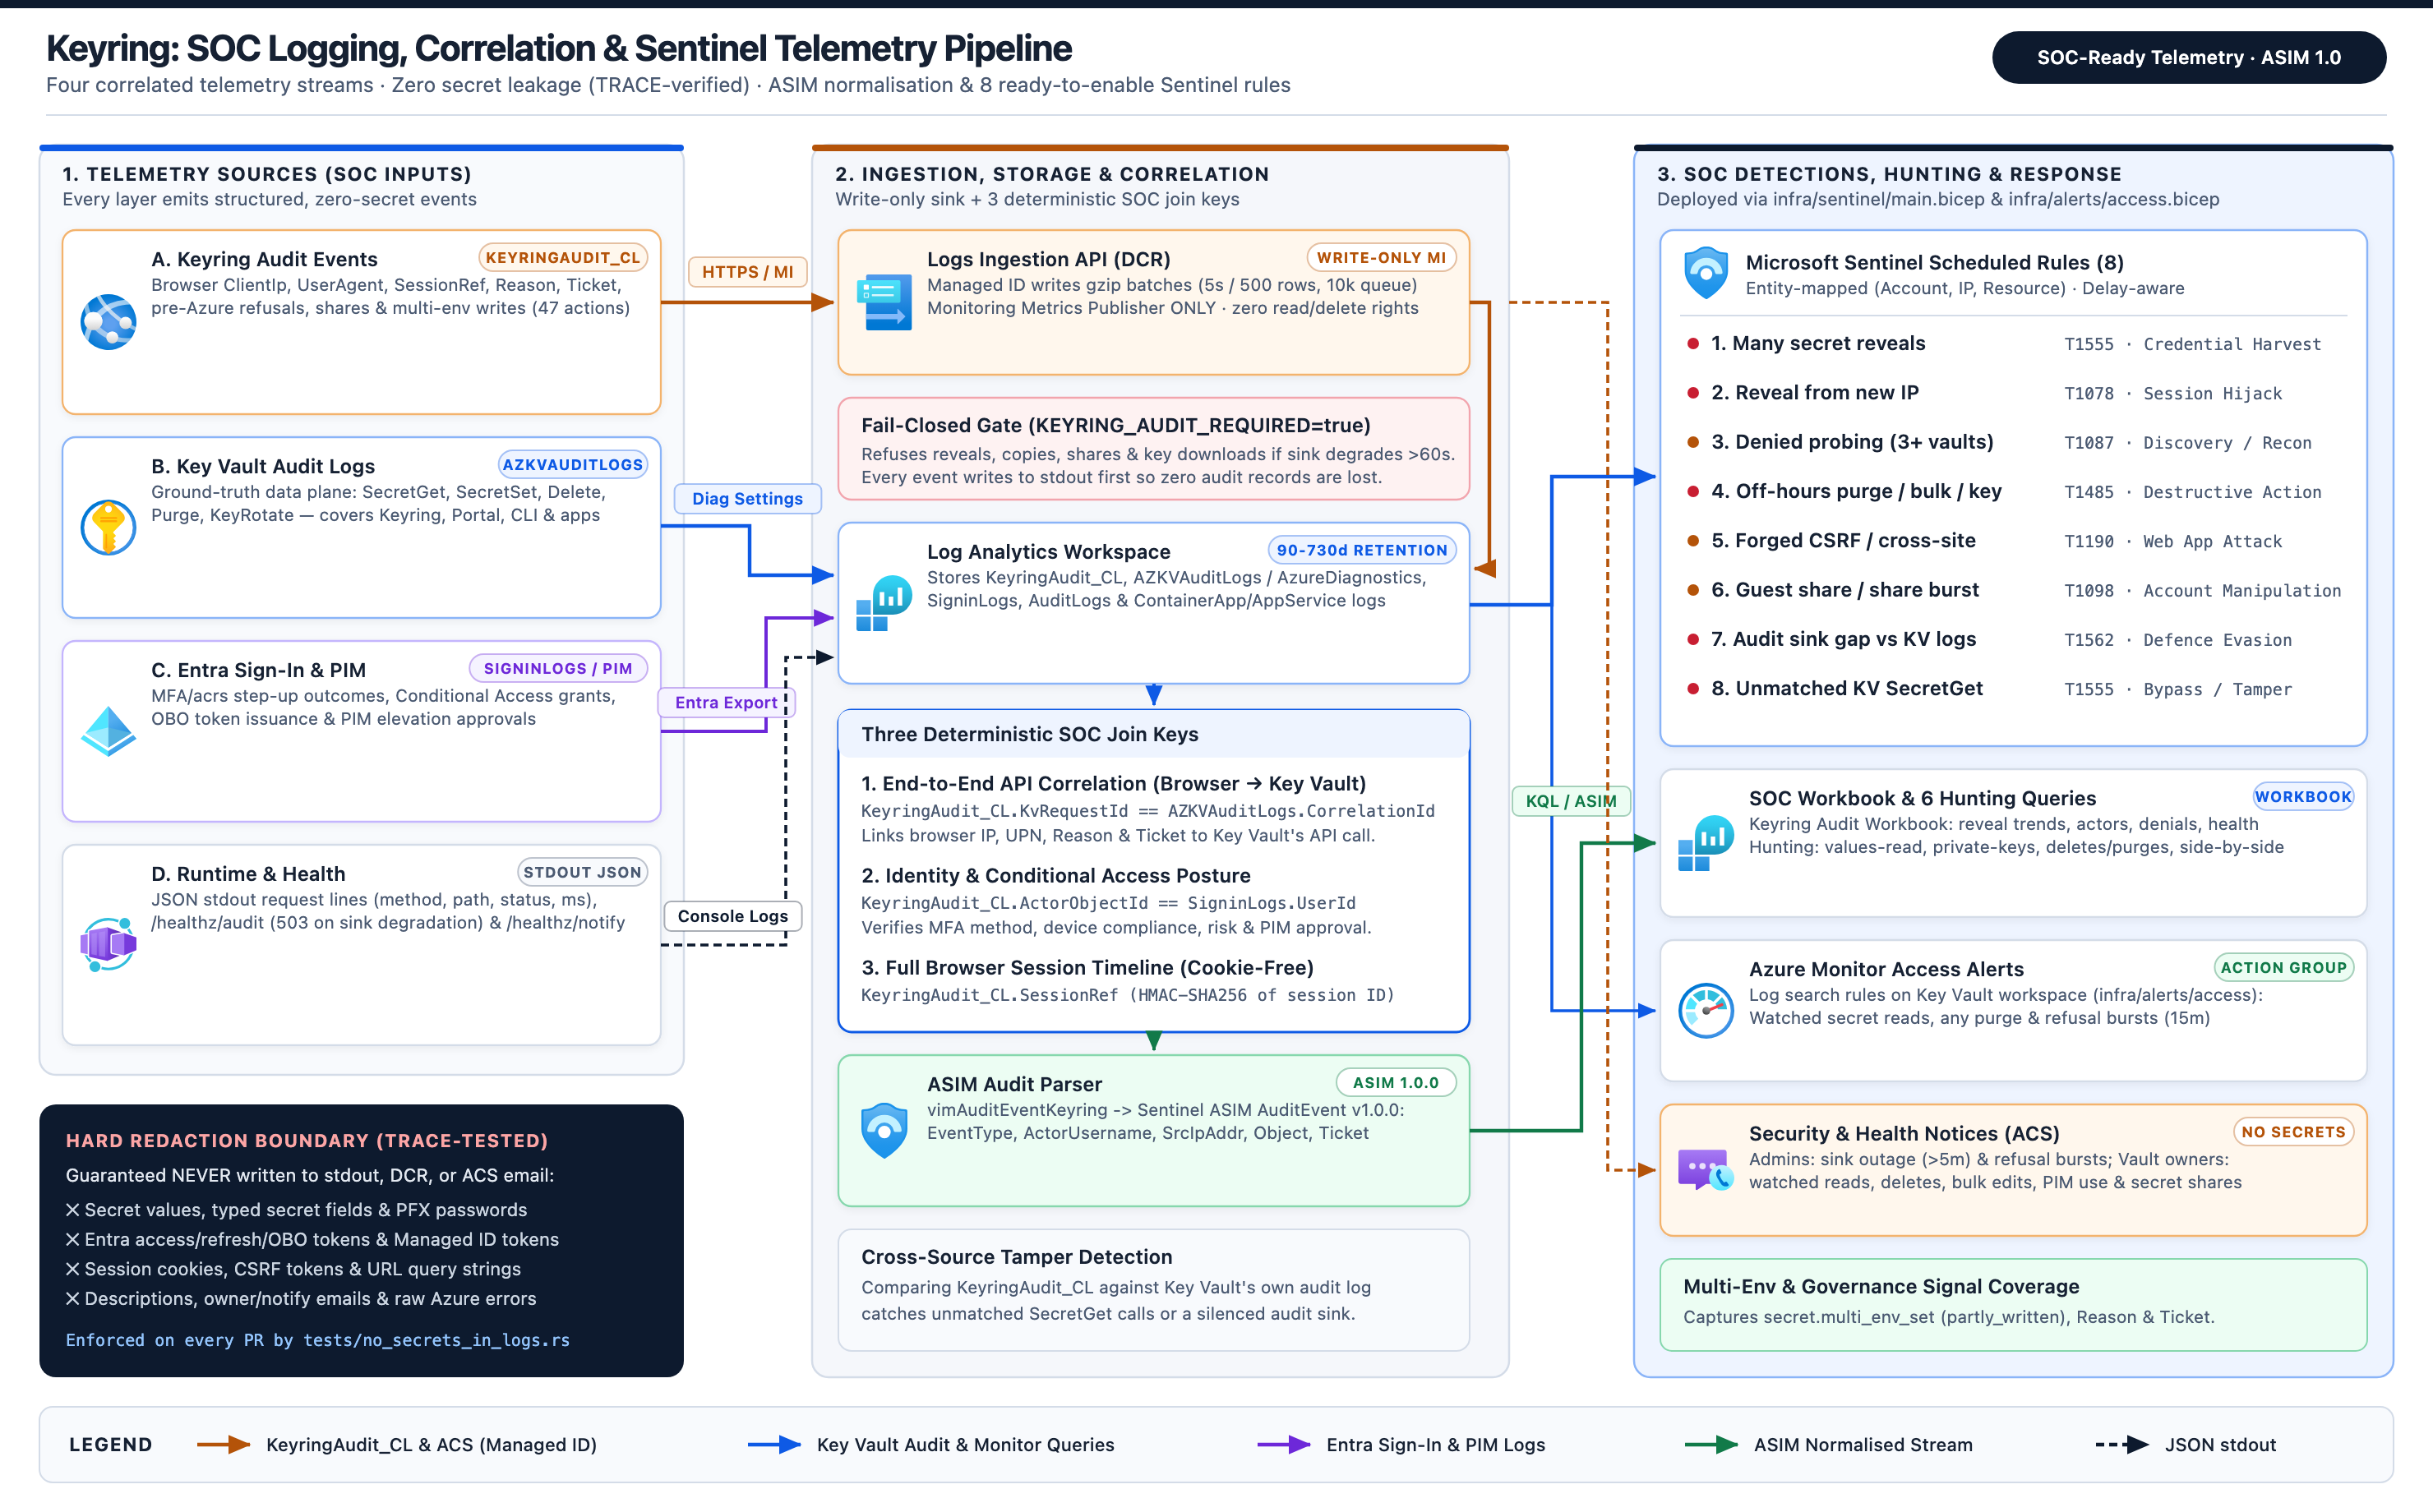 Keyring: SOC Logging, Correlation & Sentinel Telemetry Pipeline
Four correlated telemetry streams · Zero secret leakage (TRACE-verified) · ASIM normalisation & 8 ready-to-enable Sentinel rules
SOC-Ready Telemetry · ASIM 1.0
1. TELEMETRY SOURCES (SOC INPUTS)
Every layer emits structured, zero-secret events
A. Keyring Audit Events
KEYRINGAUDIT_CL
Browser ClientIp, UserAgent, SessionRef, Reason, Ticket,
pre-Azure refusals, shares & multi-env writes (47 actions)
B. Key Vault Audit Logs
AZKVAUDITLOGS
Ground-truth data plane: SecretGet, SecretSet, Delete,
Purge, KeyRotate — covers Keyring, Portal, CLI & apps
C. Entra Sign-In & PIM
SIGNINLOGS / PIM
MFA/acrs step-up outcomes, Conditional Access grants,
OBO token issuance & PIM elevation approvals
D. Runtime & Health
STDOUT JSON
JSON stdout request lines (method, path, status, ms),
/healthz/audit (503 on sink degradation) & /healthz/notify
HARD REDACTION BOUNDARY (TRACE-TESTED)
Guaranteed NEVER written to stdout, DCR, or ACS email:
✕ Secret values, typed secret fields & PFX passwords
✕ Entra access/refresh/OBO tokens & Managed ID tokens
✕ Session cookies, CSRF tokens & URL query strings
✕ Descriptions, owner/notify emails & raw Azure errors
Enforced on every PR by tests/no_secrets_in_logs.rs
HTTPS / MI
Diag Settings
Entra Export
Console Logs
2. INGESTION, STORAGE & CORRELATION
Write-only sink + 3 deterministic SOC join keys
Logs Ingestion API (DCR)
WRITE-ONLY MI
Managed ID writes gzip batches (5s / 500 rows, 10k queue)
Monitoring Metrics Publisher ONLY · zero read/delete rights
Fail-Closed Gate (KEYRING_AUDIT_REQUIRED=true)
Refuses reveals, copies, shares & key downloads if sink degrades >60s.
Every event writes to stdout first so zero audit records are lost.
Log Analytics Workspace
90-730d RETENTION
Stores KeyringAudit_CL, AZKVAuditLogs / AzureDiagnostics,
SigninLogs, AuditLogs & ContainerApp/AppService logs
Three Deterministic SOC Join Keys
1. End-to-End API Correlation (Browser → Key Vault)
KeyringAudit_CL.KvRequestId == AZKVAuditLogs.CorrelationId
Links browser IP, UPN, Reason & Ticket to Key Vault's API call.
2. Identity & Conditional Access Posture
KeyringAudit_CL.ActorObjectId == SigninLogs.UserId
Verifies MFA method, device compliance, risk & PIM approval.
3. Full Browser Session Timeline (Cookie-Free)
KeyringAudit_CL.SessionRef (HMAC-SHA256 of session ID)
ASIM Audit Parser
ASIM 1.0.0
vimAuditEventKeyring -> Sentinel ASIM AuditEvent v1.0.0:
EventType, ActorUsername, SrcIpAddr, Object, Ticket
Cross-Source Tamper Detection
Comparing KeyringAudit_CL against Key Vault's own audit log
catches unmatched SecretGet calls or a silenced audit sink.
KQL / ASIM
3. SOC DETECTIONS, HUNTING & RESPONSE
Deployed via infra/sentinel/main.bicep & infra/alerts/access.bicep
Microsoft Sentinel Scheduled Rules (8)
Entity-mapped (Account, IP, Resource) · Delay-aware
1. Many secret reveals T1555 · Credential Harvest
2. Reveal from new IP T1078 · Session Hijack
3. Denied probing (3+ vaults) T1087 · Discovery / Recon
4. Off-hours purge / bulk / key T1485 · Destructive Action
5. Forged CSRF / cross-site T1190 · Web App Attack
6. Guest share / share burst T1098 · Account Manipulation
7. Audit sink gap vs KV logs T1562 · Defence Evasion
8. Unmatched KV SecretGet T1555 · Bypass / Tamper
SOC Workbook & 6 Hunting Queries
WORKBOOK
Keyring Audit Workbook: reveal trends, actors, denials, health
Hunting: values-read, private-keys, deletes/purges, side-by-side
Azure Monitor Access Alerts
ACTION GROUP
Log search rules on Key Vault workspace (infra/alerts/access):
Watched secret reads, any purge & refusal bursts (15m)
Security & Health Notices (ACS)
NO SECRETS
Admins: sink outage (>5m) & refusal bursts; Vault owners:
watched reads, deletes, bulk edits, PIM use & secret shares
Multi-Env & Governance Signal Coverage
Captures secret.multi_env_set (partly_written), Reason & Ticket.
LEGEND
KeyringAudit_CL & ACS (Managed ID)
Key Vault Audit & Monitor Queries
Entra Sign-In & PIM Logs
ASIM Normalised Stream
JSON stdout